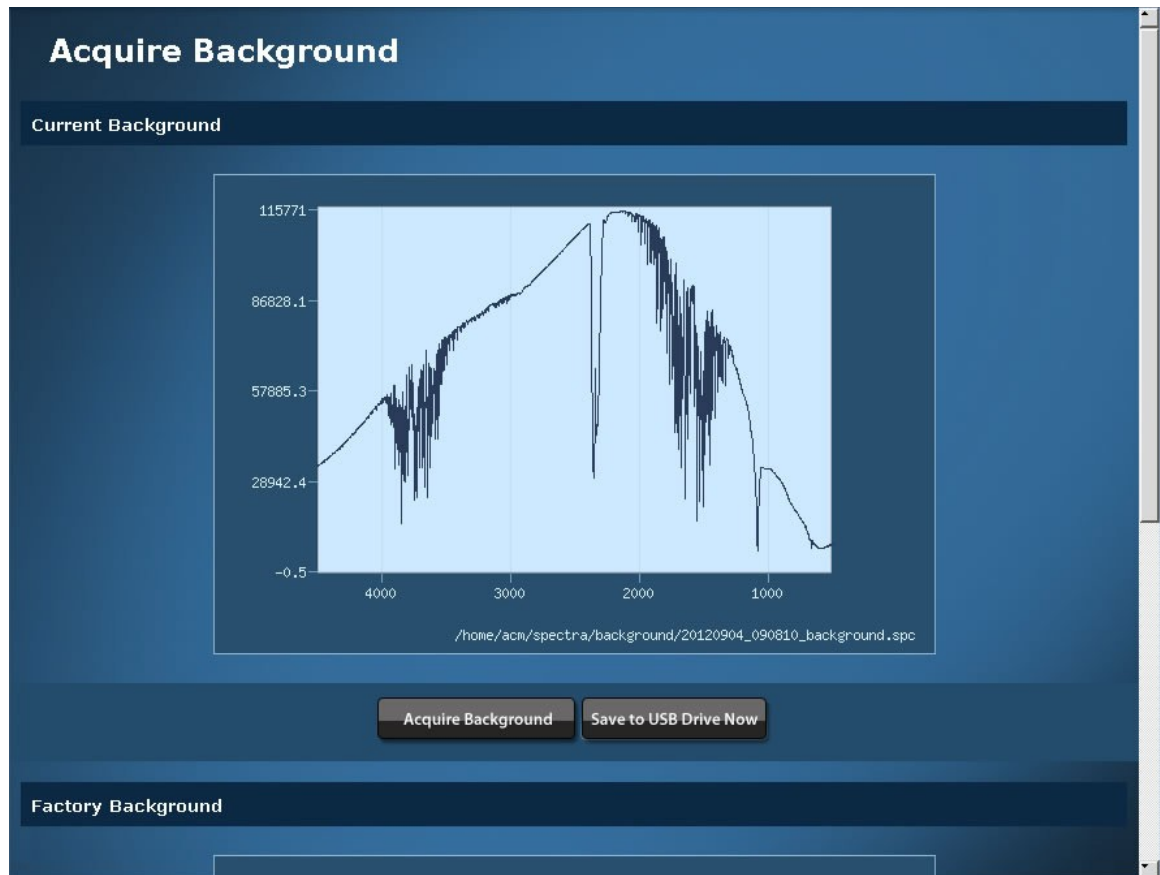 Acquire Background
Current Background
115771
86828.1
57885.3
28942.4
-0.5
4000 3000 2000 1000
/home/acm/spectra/background/20120904_090810_background.spc
Acquire Background Save to USB Drive Now
Factory Background